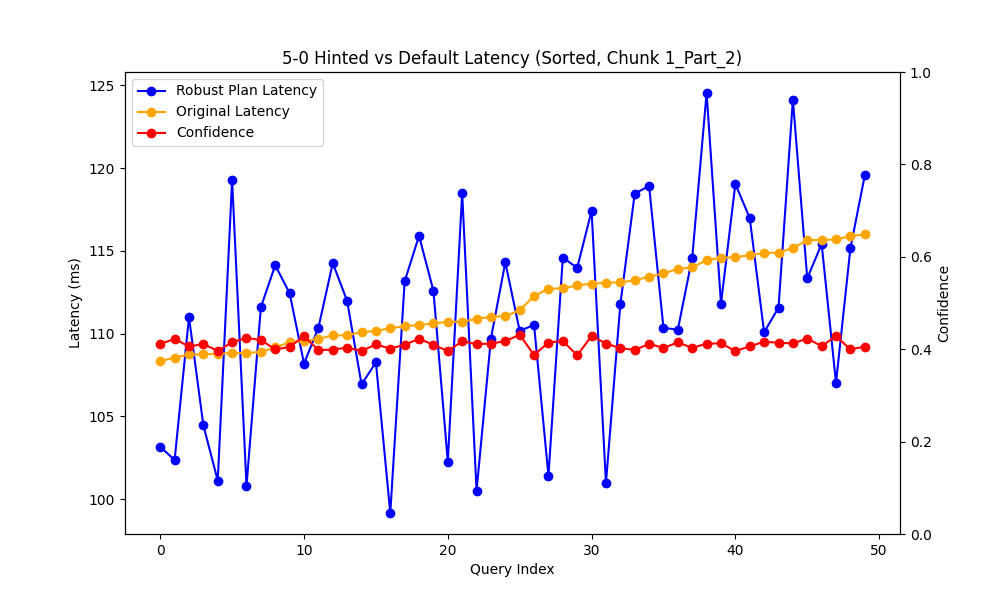 5-0 Hinted vs Default Latency (Sorted, Chunk 1_Part_2)
Robust Plan Latency
Original Latency
Confidence
125
120
115
110
105
100
Latency (ms)
1.0
0.8
0.6
0.4
0.2
0.0
Confidence
0 10 20 30 40 50
Query Index